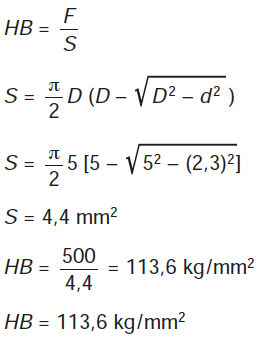 HB = F/S
S = π/2 D (D – √D² – d² )
S = π/2 5 [5 – √5² – (2,3)²]
S = 4,4 mm²
HB = 500/4,4 = 113,6 kg/mm²
HB = 113,6 kg/mm²